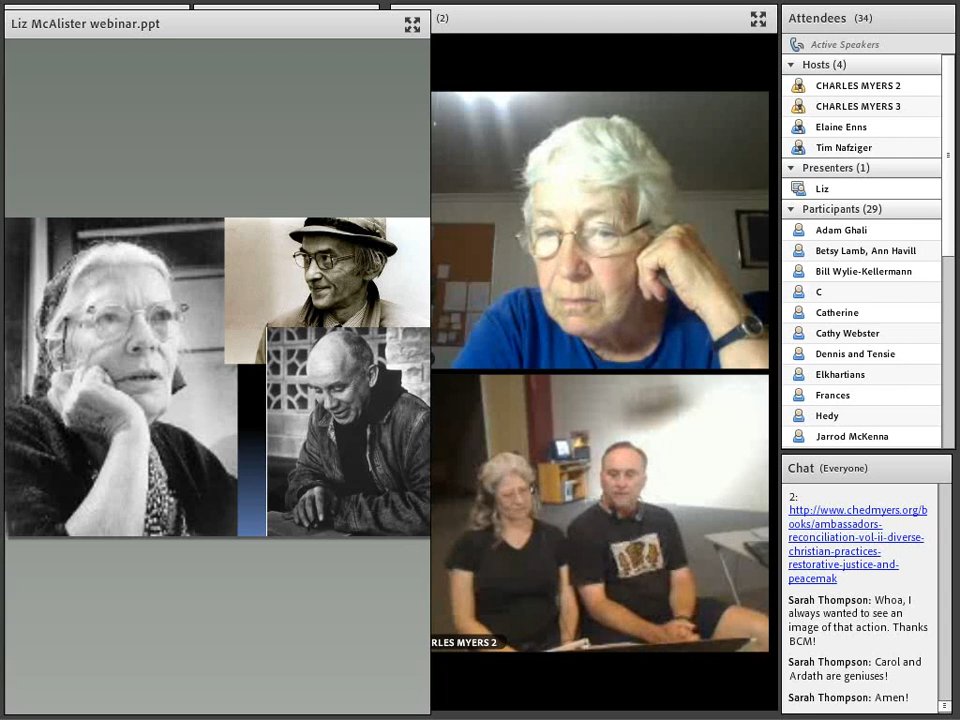 Liz McAlister webinar.ppt
(2)
RLES MYERS 2
Attendees (34)
Active Speakers
Hosts (4)
CHARLES MYERS 2
CHARLES MYERS 3
Elaine Enns
Tim Nafziger
Presenters (1)
Liz
Participants (29)
Adam Ghali
Betsy Lamb, Ann Havill
Bill Wylie-Kellermann
C
Catherine
Cathy Webster
Dennis and Tensie
Elkhartians
Frances
Hedy
Jarrod McKenna
Chat (Everyone)
2:
http://www.chedmyers.org/b
ooks/ambassadors-
reconciliation-vol-ii-diverse-
christian-practices-
restorative-justice-and-
peacemak
Sarah Thompson: Whoa, I
always wanted to see an
image of that action. Thanks
BCM!
Sarah Thompson: Carol and
Ardath are geniuses!
Sarah Thompson: Amen!